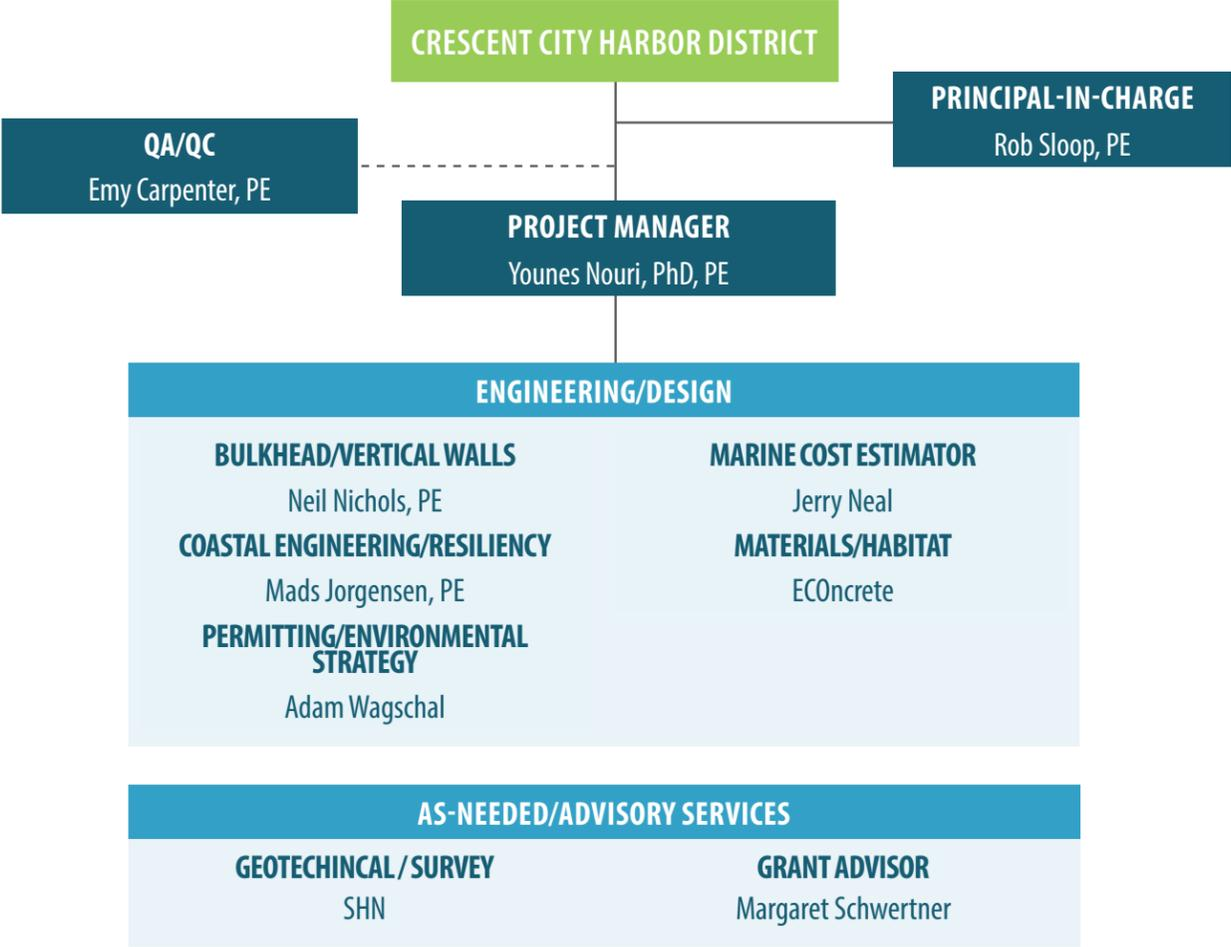 CRESCENT CITY HARBOR DISTRICT
PRINCIPAL-IN-CHARGE
Rob Sloop, PE
QA/QC
Emy Carpenter, PE
PROJECT MANAGER
Younes Nouri, PhD, PE
ENGINEERING/DESIGN
BULKHEAD/VERTICAL WALLS
Neil Nichols, PE
COASTAL ENGINEERING/RESILIENCY
Mads Jorgensen, PE
PERMITTING/ENVIRONMENTAL
STRATEGY
Adam Wagschal
MARINE COST ESTIMATOR
Jerry Neal
MATERIALS/HABITAT
ECOncrete
AS-NEEDED/ADVISORY SERVICES
GEOTECHINCAL / SURVEY
SHN
GRANT ADVISOR
Margaret Schwertner